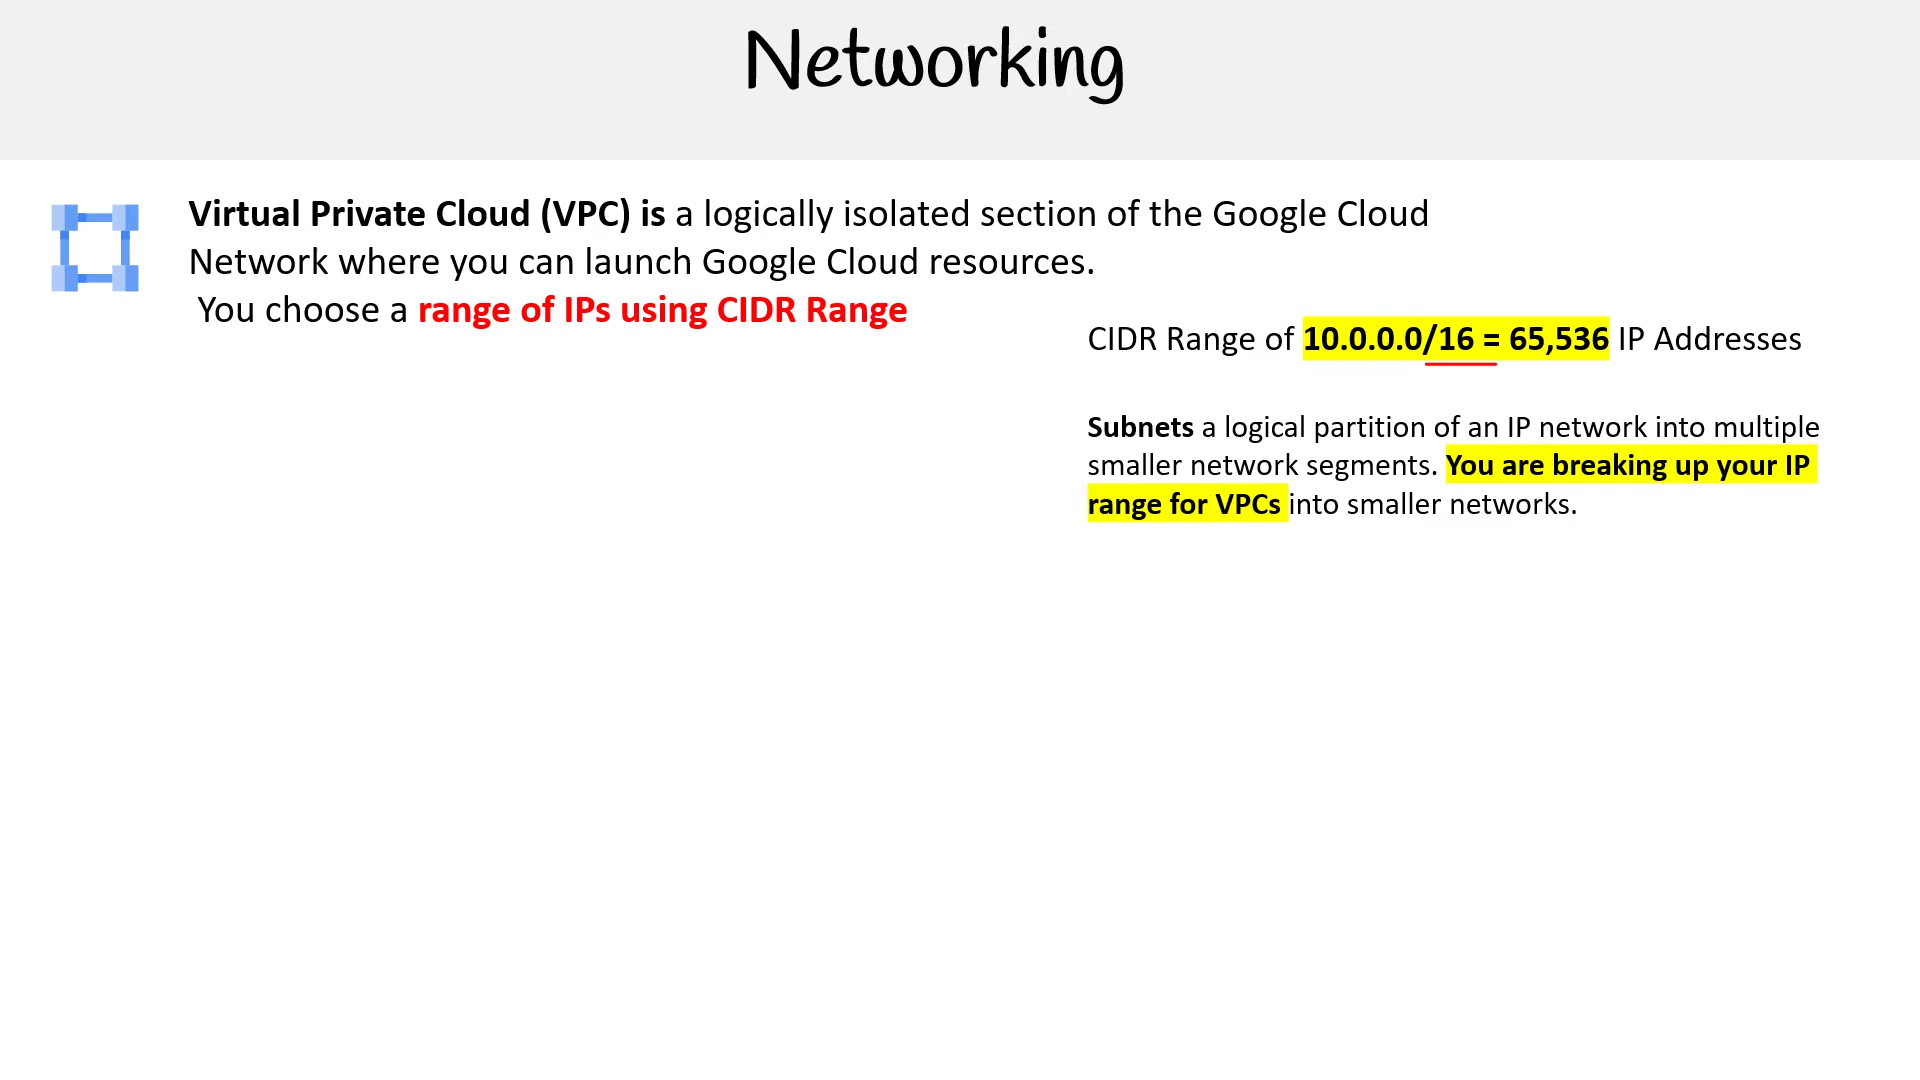 Networking
Virtual Private Cloud (VPC) is a logically isolated section of the Google Cloud
Network where you can launch Google Cloud resources.
You choose a range of IPs using CIDR Range
CIDR Range of 10.0.0.0/16 = 65,536 IP Addresses
Subnets a logical partition of an IP network into multiple
smaller network segments. You are breaking up your IP
range for VPCs into smaller networks.